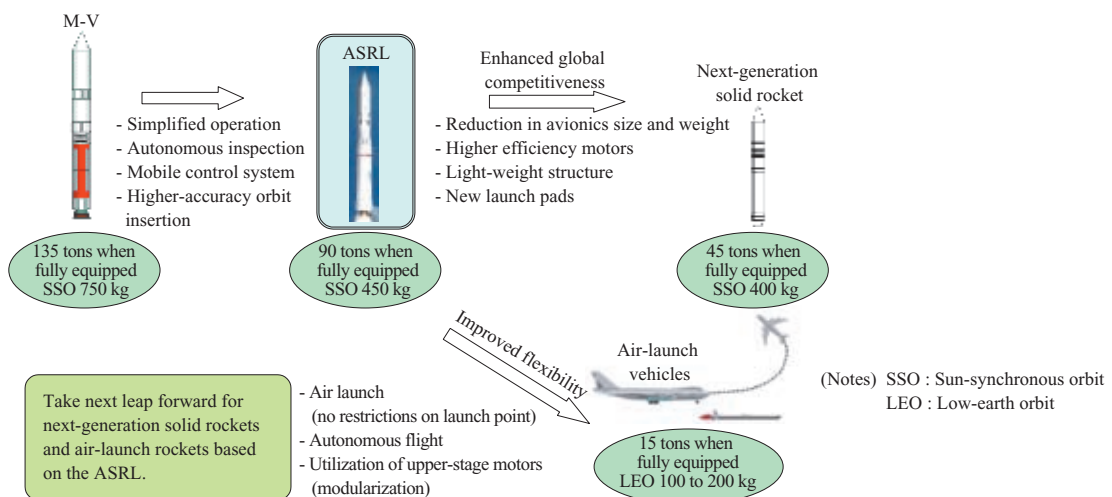 M-V
- Simplified operation
- Autonomous inspection
- Mobile control system
- Higher-accuracy orbit
insertion
135 tons when
fully equipped
SSO 750 kg
ASRL
90 tons when
fully equipped
SSO 450 kg
Enhanced global
competitiveness
- Reduction in avionics size and weight
- Higher efficiency motors
- Light-weight structure
- New launch pads
Next-generation
solid rocket
45 tons when
fully equipped
SSO 400 kg
Improved flexibility
Air-launch
vehicles
15 tons when
fully equipped
LEO 100 to 200 kg
(Notes) SSO : Sun-synchronous orbit
LEO : Low-earth orbit
Take next leap forward for
next-generation solid rockets
and air-launch rockets based
on the ASRL.
- Air launch
(no restrictions on launch point)
- Autonomous flight
- Utilization of upper-stage motors
(modularization)